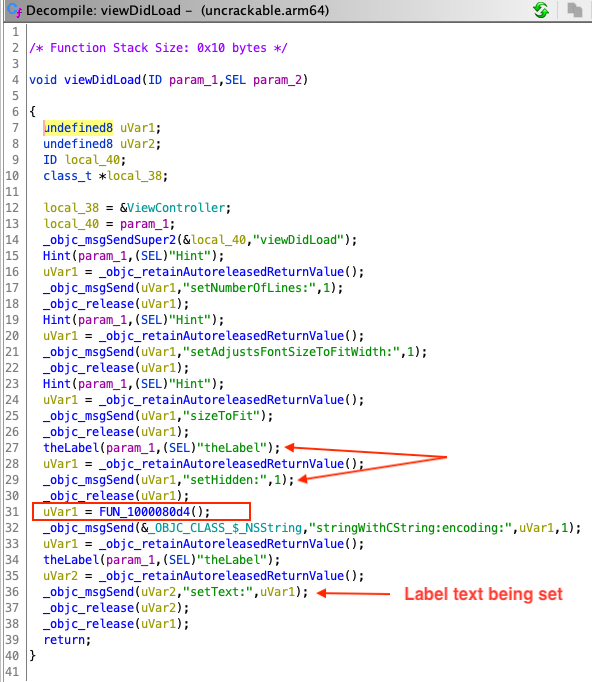 Decompile: viewDidLoad - (uncrackable.arm64)
1
2 /* Function Stack Size: 0x10 bytes */
3
4 void viewDidLoad(ID param_1,SEL param_2)
5
6 {
7 undefined8 uVar1;
8 undefined8 uVar2;
9 ID local_40;
10 class_t *local_38;
11
12 local_38 = &ViewController;
13 local_40 = param_1;
14 _objc_msgSendSuper2(&local_40,"viewDidLoad");
15 Hint(param_1,(SEL)"Hint");
16 uVar1 = _objc_retainAutoreleasedReturnValue();
17 _objc_msgSend(uVar1,"setNumberOfLines:",1);
18 _objc_release(uVar1);
19 Hint(param_1,(SEL)"Hint");
20 uVar1 = _objc_retainAutoreleasedReturnValue();
21 _objc_msgSend(uVar1,"setAdjustsFontSizeToFitWidth:",1);
22 _objc_release(uVar1);
23 Hint(param_1,(SEL)"Hint");
24 uVar1 = _objc_retainAutoreleasedReturnValue();
25 _objc_msgSend(uVar1,"sizeToFit");
26 _objc_release(uVar1);
27 theLabel(param_1,(SEL)"theLabel");
28 uVar1 = _objc_retainAutoreleasedReturnValue();
29 _objc_msgSend(uVar1,"setHidden:",1);
30 _objc_release(uVar1);
31 uVar1 = FUN_1000080d4();
32 _objc_msgSend(&_OBJC_CLASS_$_NSString,"stringWithCString:encoding:",uVar1,1);
33 uVar1 = _objc_retainAutoreleasedReturnValue();
34 theLabel(param_1,(SEL)"theLabel");
35 uVar2 = _objc_retainAutoreleasedReturnValue();
36 _objc_msgSend(uVar2,"setText:",uVar1); Label text being set
37 _objc_release(uVar2);
38 _objc_release(uVar1);
39 return;
40 }
41